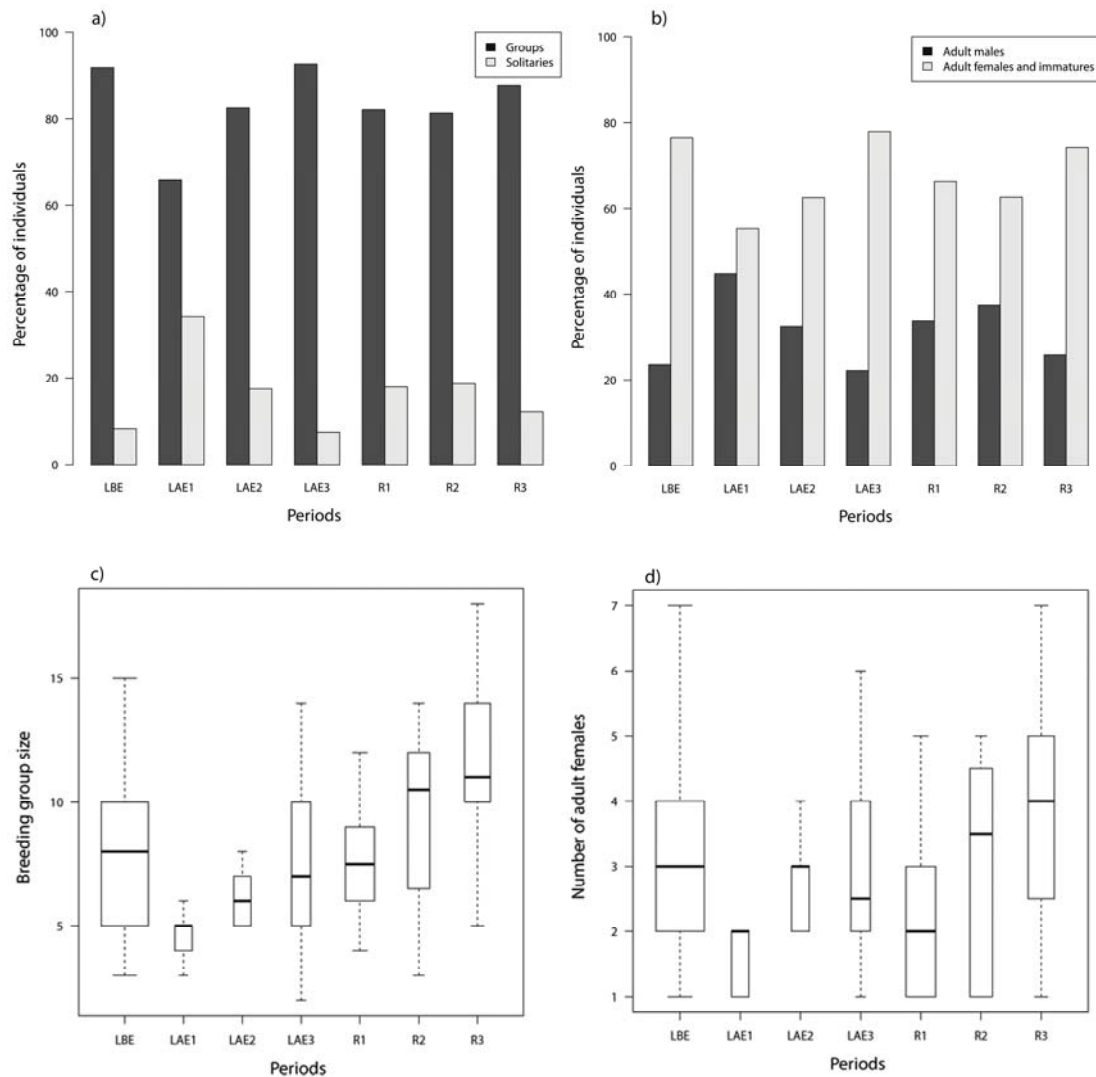 a)
100
80
60
40
20
0
Percentage of individuals
Groups
Solitaries
LBE LAE1 LAE2 LAE3 R1 R2 R3
Periods
b)
100
80
60
40
20
0
Percentage of individuals
Adult males
Adult females and immatures
LBE LAE1 LAE2 LAE3 R1 R2 R3
Periods
c)
15
10
5
Breeding group size
LBE LAE1 LAE2 LAE3 R1 R2 R3
Periods
d)
7
6
5
4
3
2
1
Number of adult females
LBE LAE1 LAE2 LAE3 R1 R2 R3
Periods